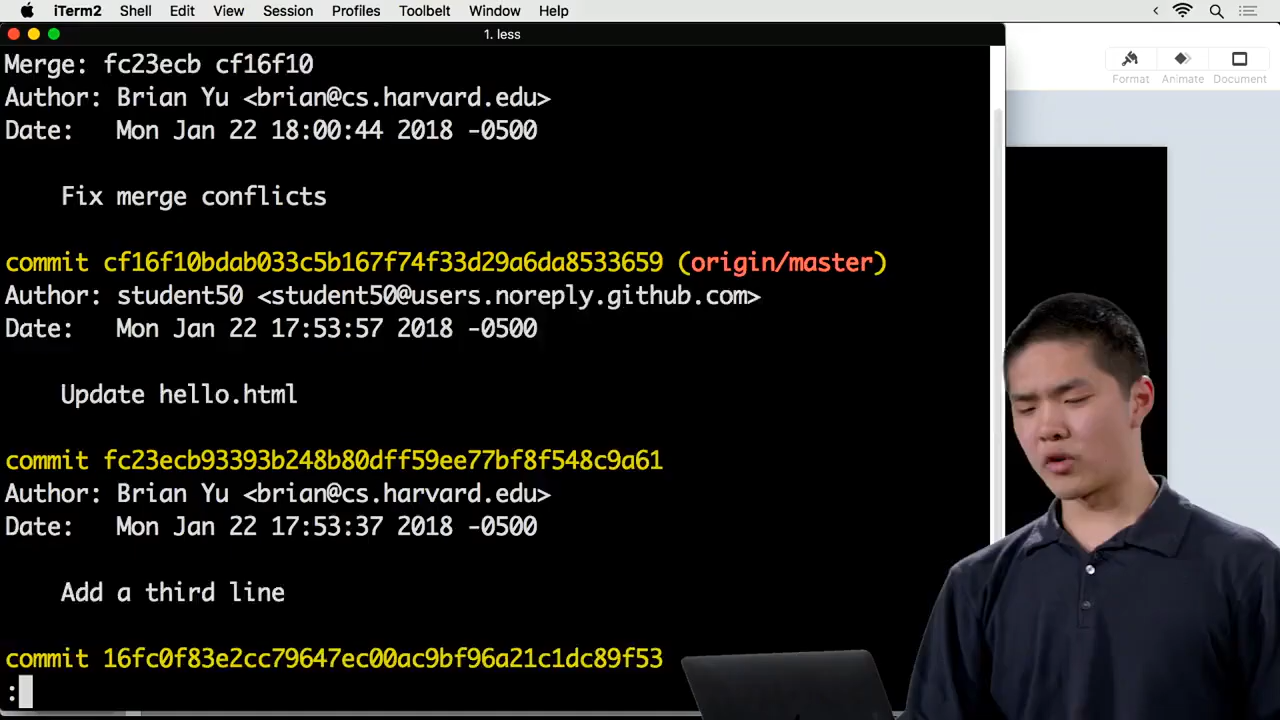 iTerm2 Shell Edit View Session Profiles Toolbelt Window Help
1. less
Format Animate Document
Merge: fc23ecb cf16f10
Author: Brian Yu <brian@cs.harvard.edu>
Date:   Mon Jan 22 18:00:44 2018 -0500
Fix merge conflicts
commit cf16f10bdab033c5b167f74f33d29a6da8533659 (origin/master)
Author: student50 <student50@users.noreply.github.com>
Date:   Mon Jan 22 17:53:57 2018 -0500
Update hello.html
commit fc23ecb93393b248b80dff59ee77bf8f548c9a61
Author: Brian Yu <brian@cs.harvard.edu>
Date:   Mon Jan 22 17:53:37 2018 -0500
Add a third line
commit 16fc0f83e2cc79647ec00ac9bf96a21c1dc89f53
: